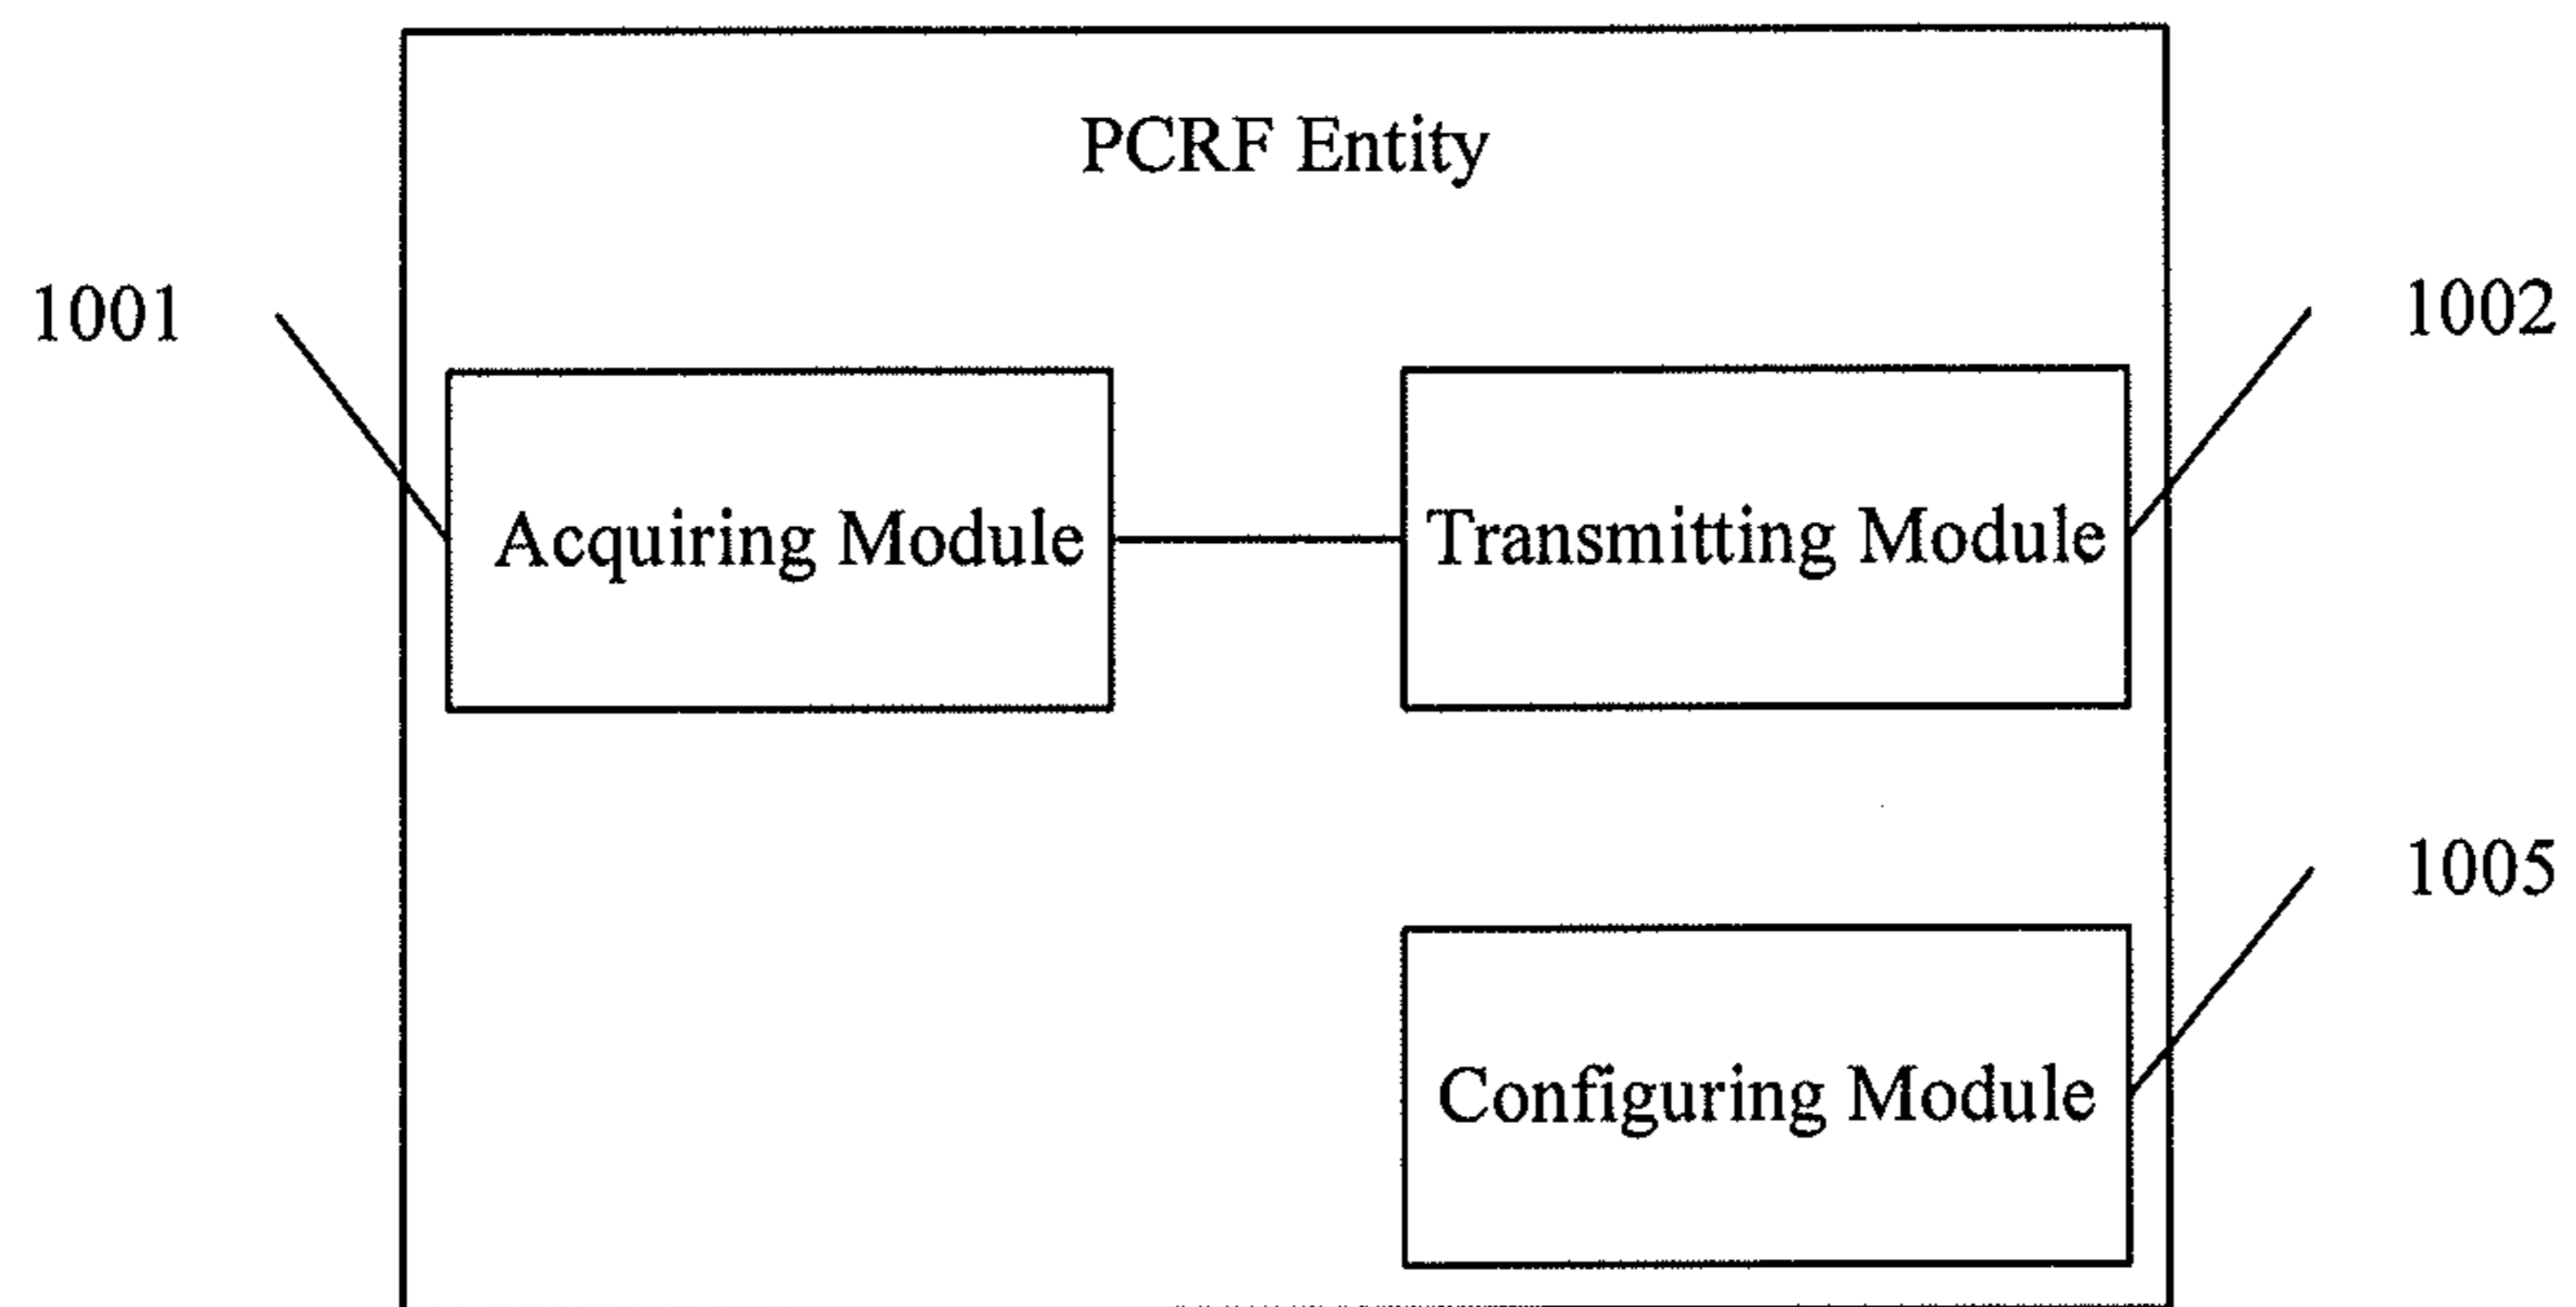 PCRF Entity
1001
1002
Acquiring Module
Transmitting Module
1005
Configuring Module